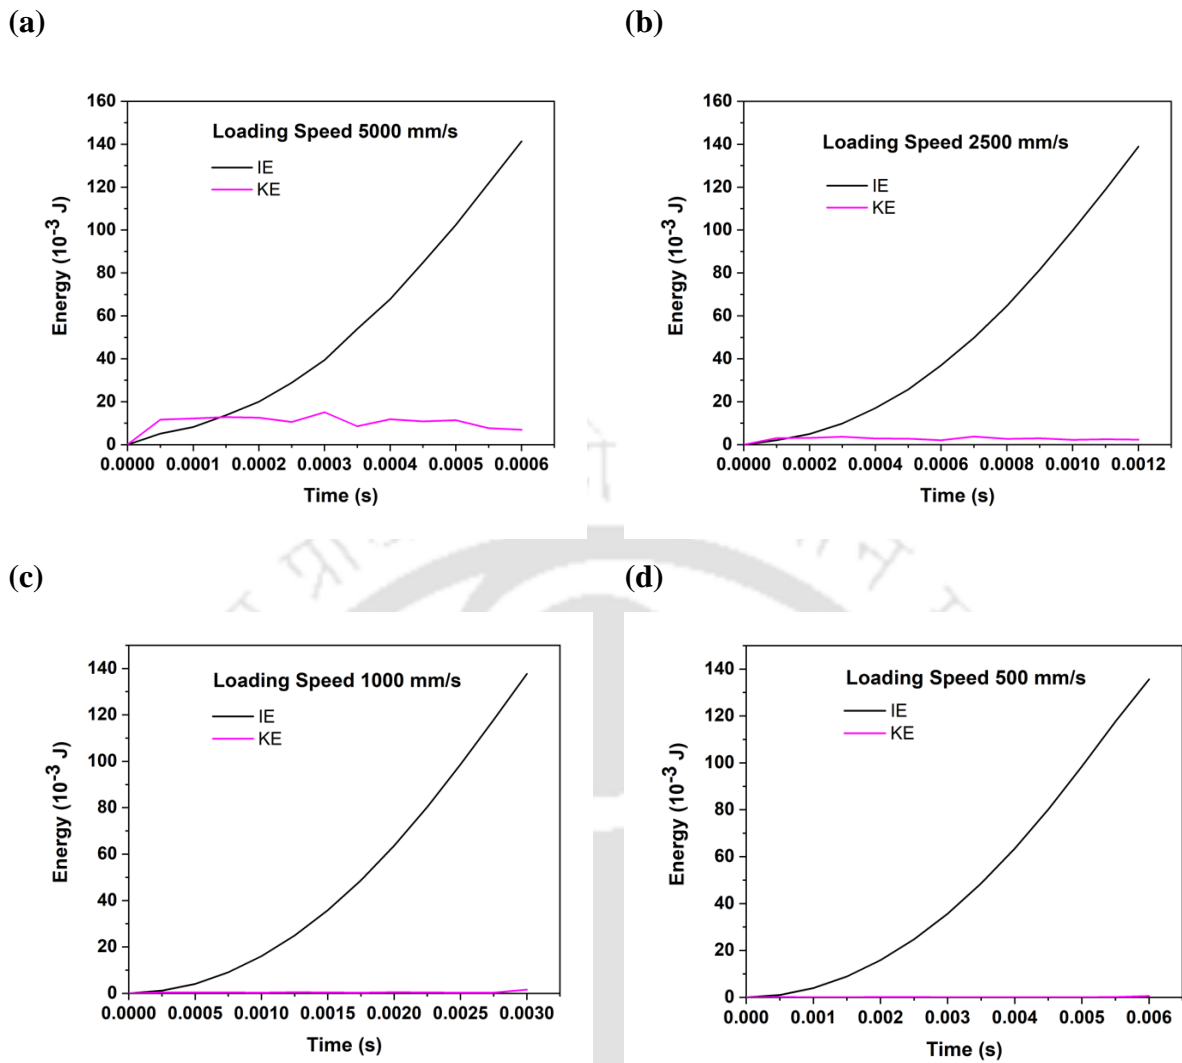 (a)
160
140
120
100
80
60
40
20
0
Energy (10⁻³ J)
Loading Speed 5000 mm/s
IE
KE
0.0000 0.0001 0.0002 0.0003 0.0004 0.0005 0.0006
Time (s)
(b)
160
140
120
100
80
60
40
20
0
Energy (10⁻³ J)
Loading Speed 2500 mm/s
IE
KE
0.0000 0.0002 0.0004 0.0006 0.0008 0.0010 0.0012
Time (s)
(c)
140
120
100
80
60
40
20
0
Energy (10⁻³ J)
Loading Speed 1000 mm/s
IE
KE
0.0000 0.0005 0.0010 0.0015 0.0020 0.0025 0.0030
Time (s)
(d)
140
120
100
80
60
40
20
0
Energy (10⁻³ J)
Loading Speed 500 mm/s
IE
KE
0.000 0.001 0.002 0.003 0.004 0.005 0.006
Time (s)